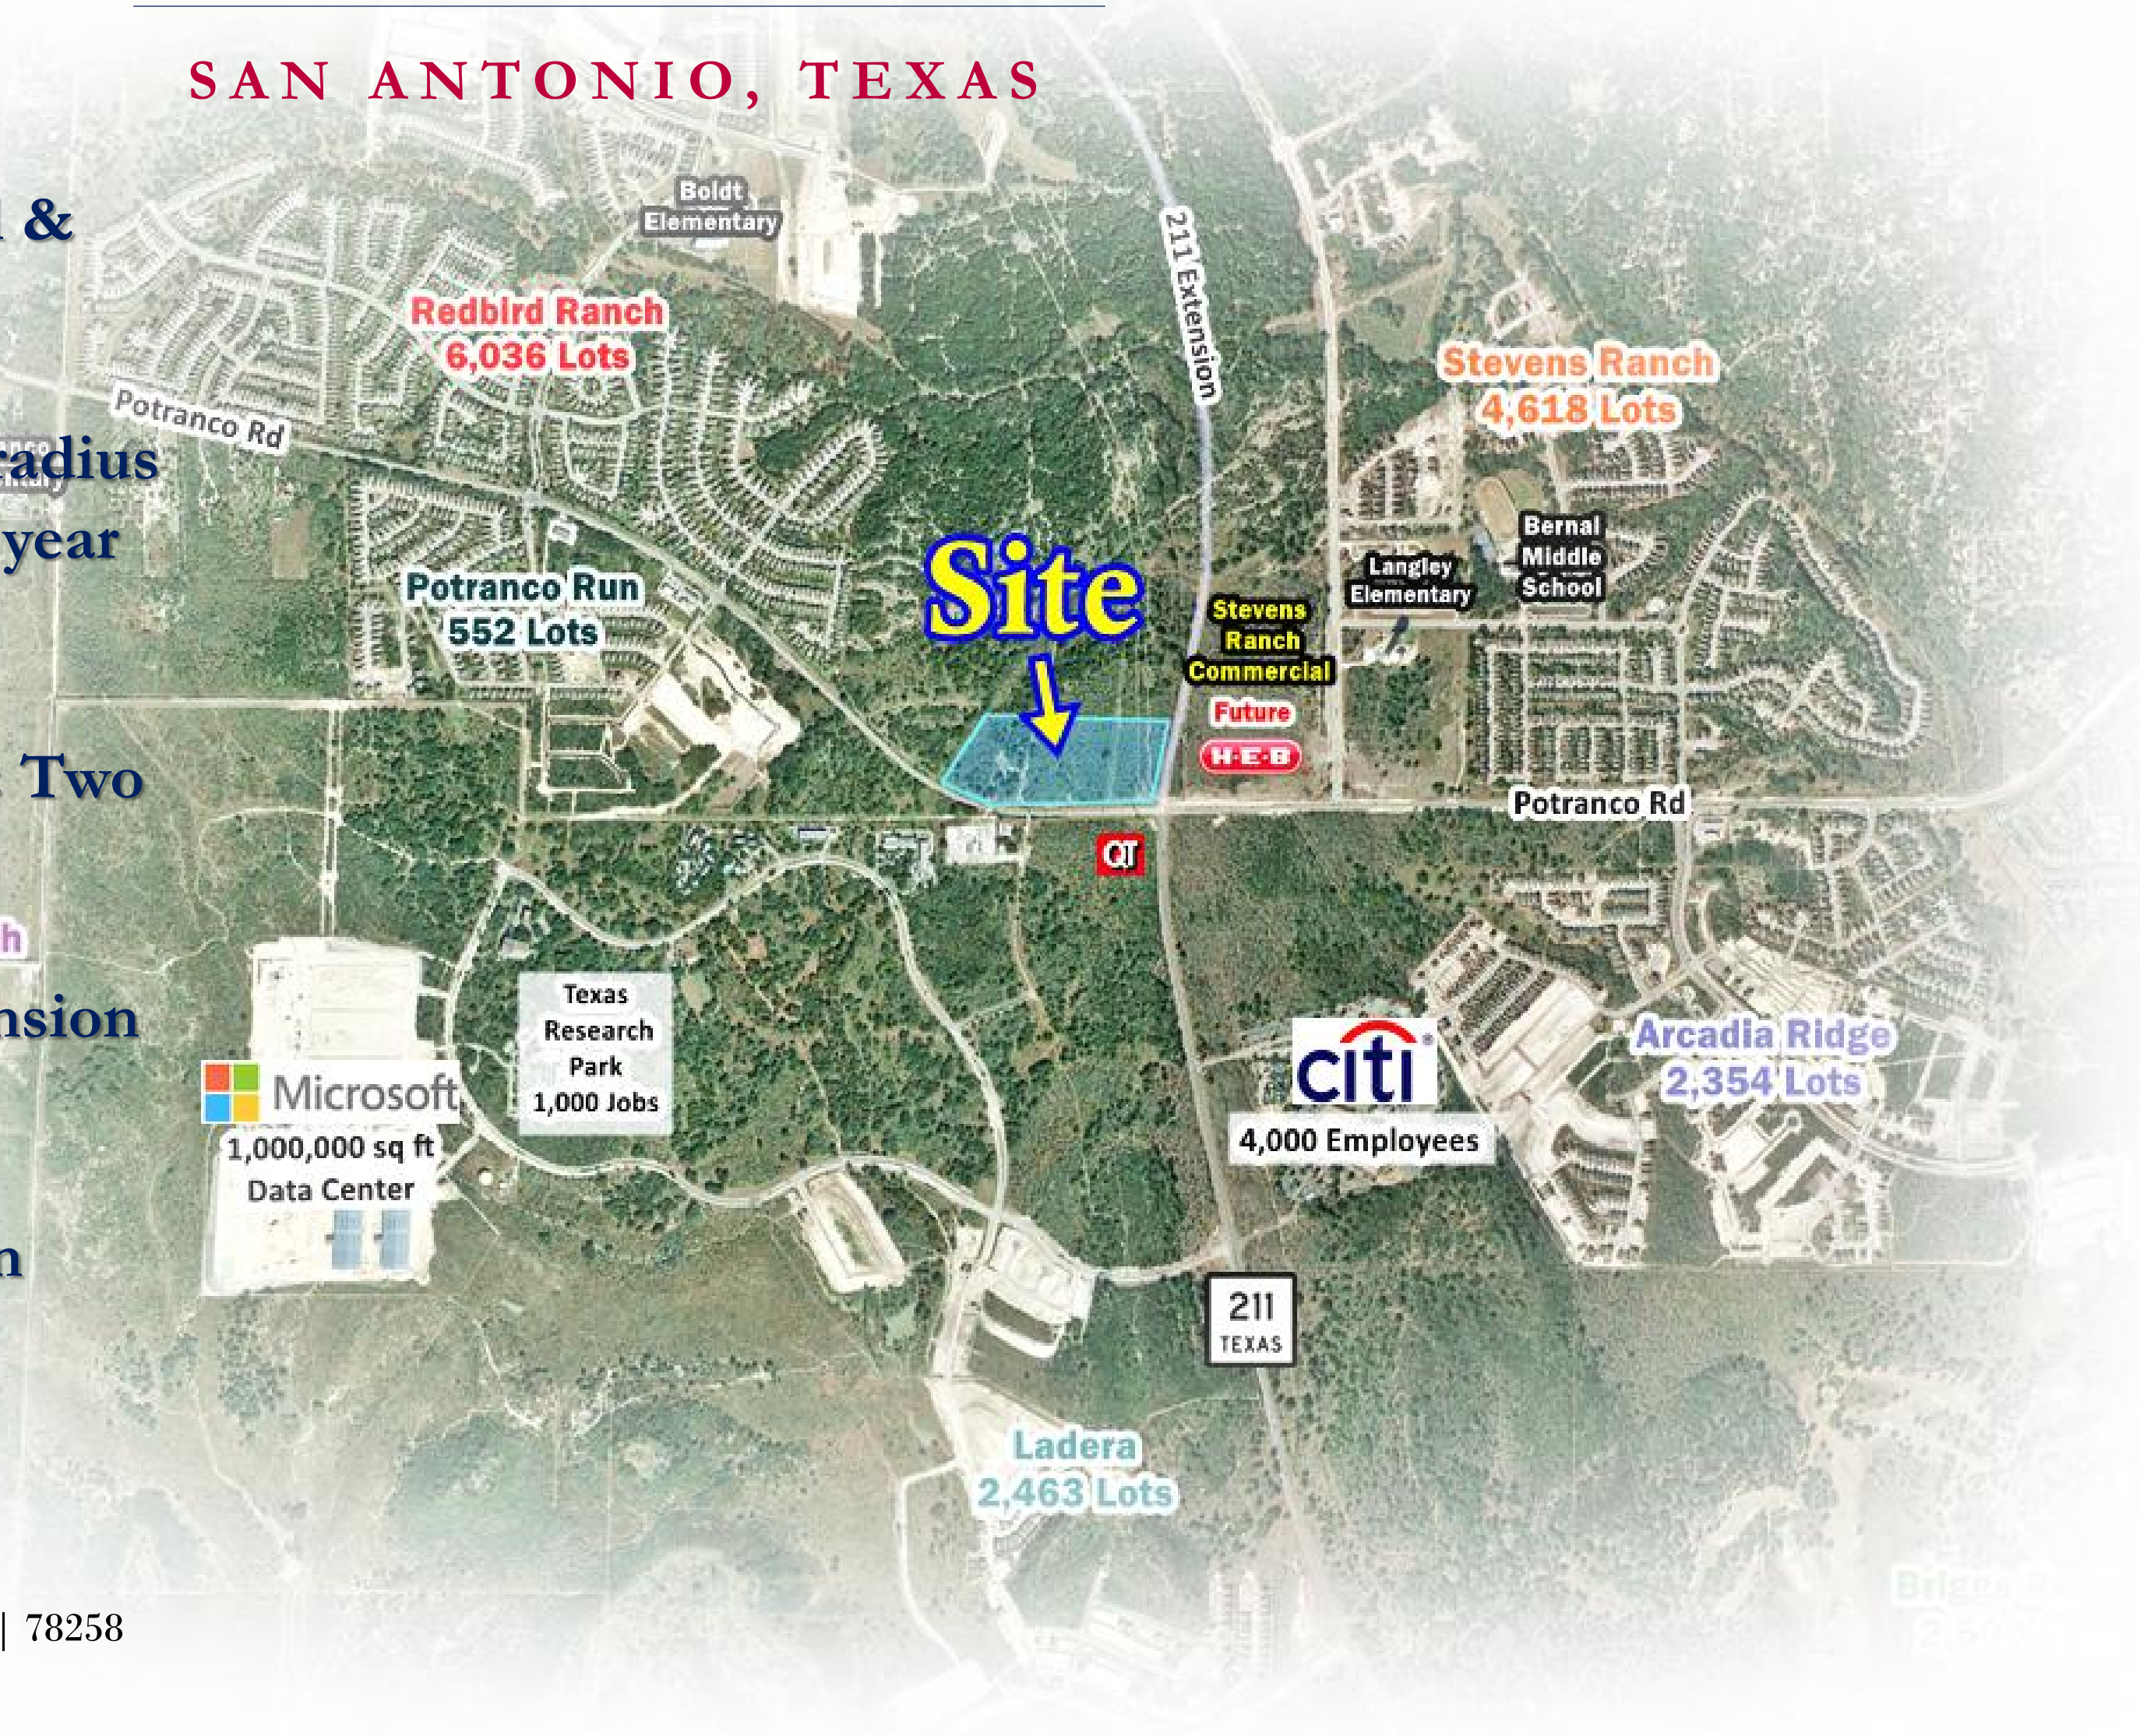 SAN ANTONIO, TEXAS
&
radius
year
Two
h
nsion
n
| 78258
Boldt
Elementary
211 Extension
Redbird Ranch
6,036 Lots
Stevens Ranch
4,618 Lots
Potranco Rd
Bernal
Middle
School
Langley
Elementary
Site
Potranco Run
552 Lots
Stevens
Ranch
Commercial
Future
H-E-B
Potranco Rd
QT
Texas
Research
Park
1,000 Jobs
citi
4,000 Employees
Arcadia Ridge
2,354 Lots
Microsoft
1,000,000 sq ft
Data Center
211
TEXAS
Ladera
2,463 Lots
Briggs